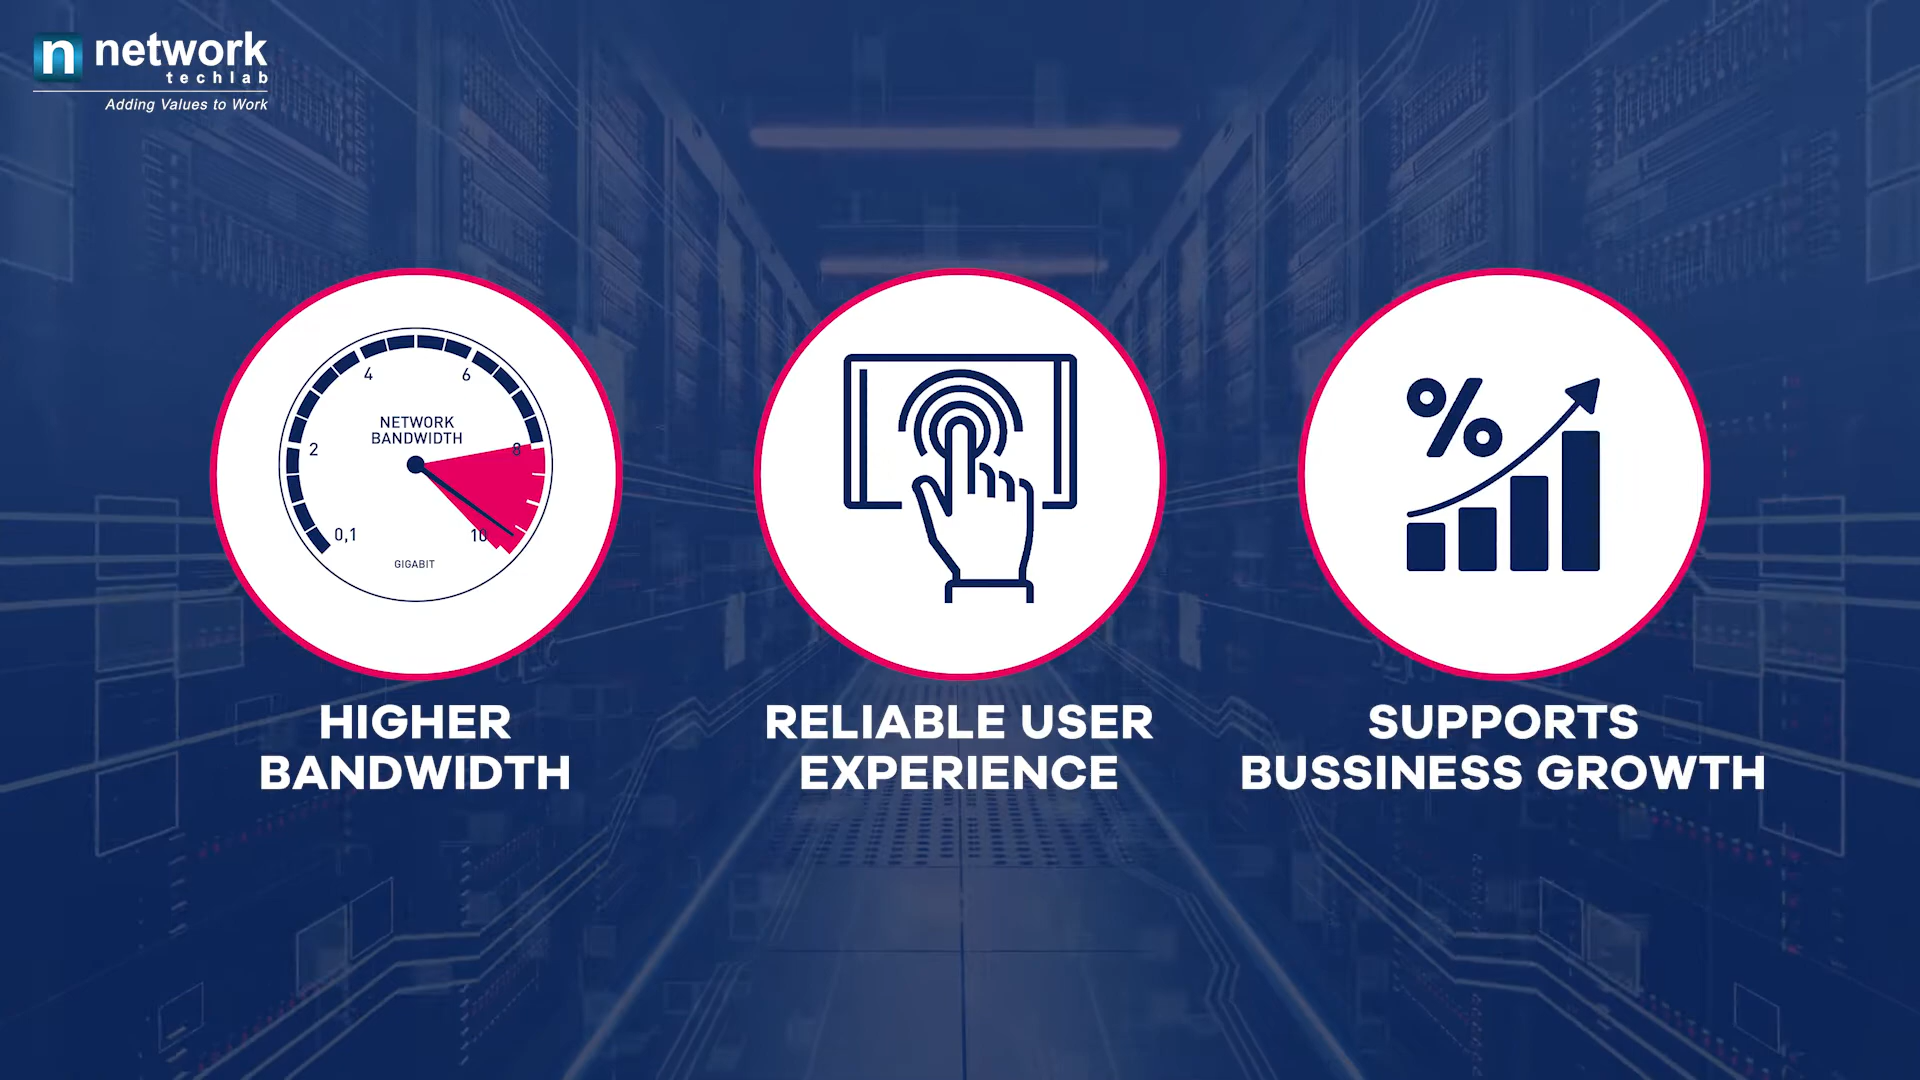 n network
techlab
Adding Values to Work
4
6
NETWORK
BANDWIDTH
2
8
0,1
10
GIGABIT
%
HIGHER
BANDWIDTH
RELIABLE USER
EXPERIENCE
SUPPORTS
BUSSINESS GROWTH